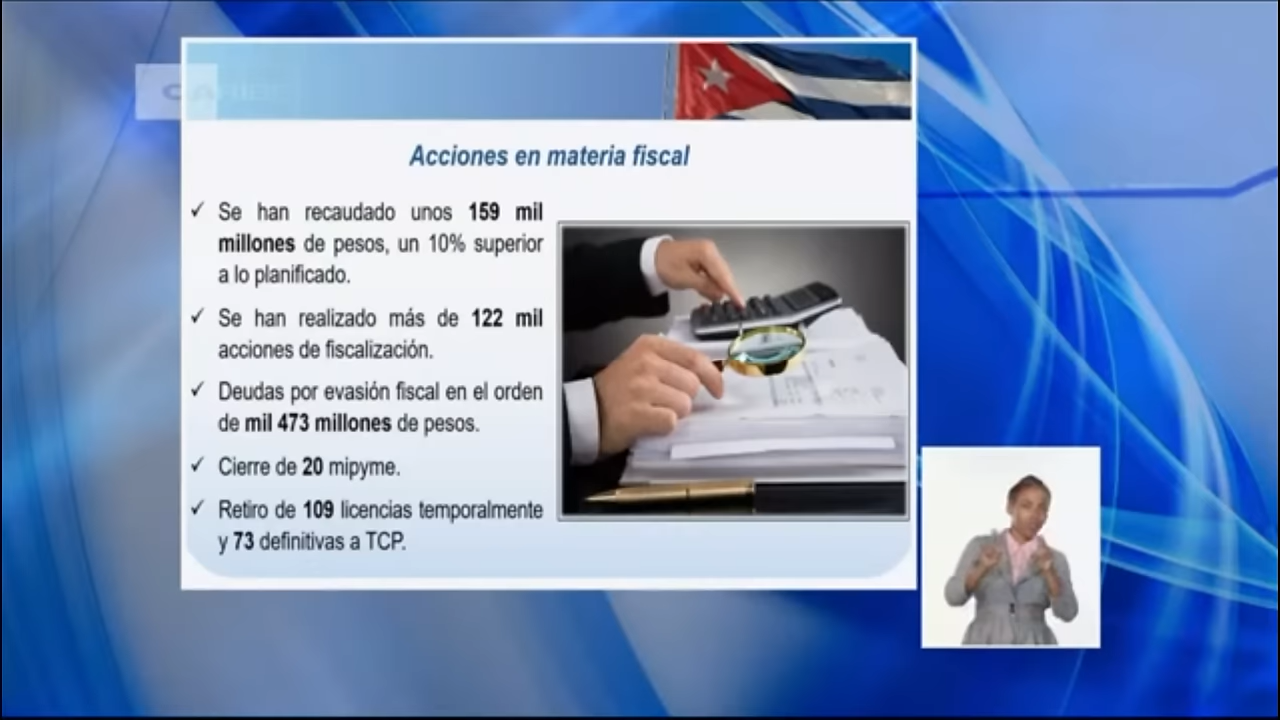 Acciones en materia fiscal
✓ Se han recaudado unos 159 mil
millones de pesos, un 10% superior
a lo planificado.
✓ Se han realizado más de 122 mil
acciones de fiscalización.
✓ Deudas por evasión fiscal en el orden
de mil 473 millones de pesos.
✓ Cierre de 20 mipyme.
✓ Retiro de 109 licencias temporalmente
y 73 definitivas a TCP.